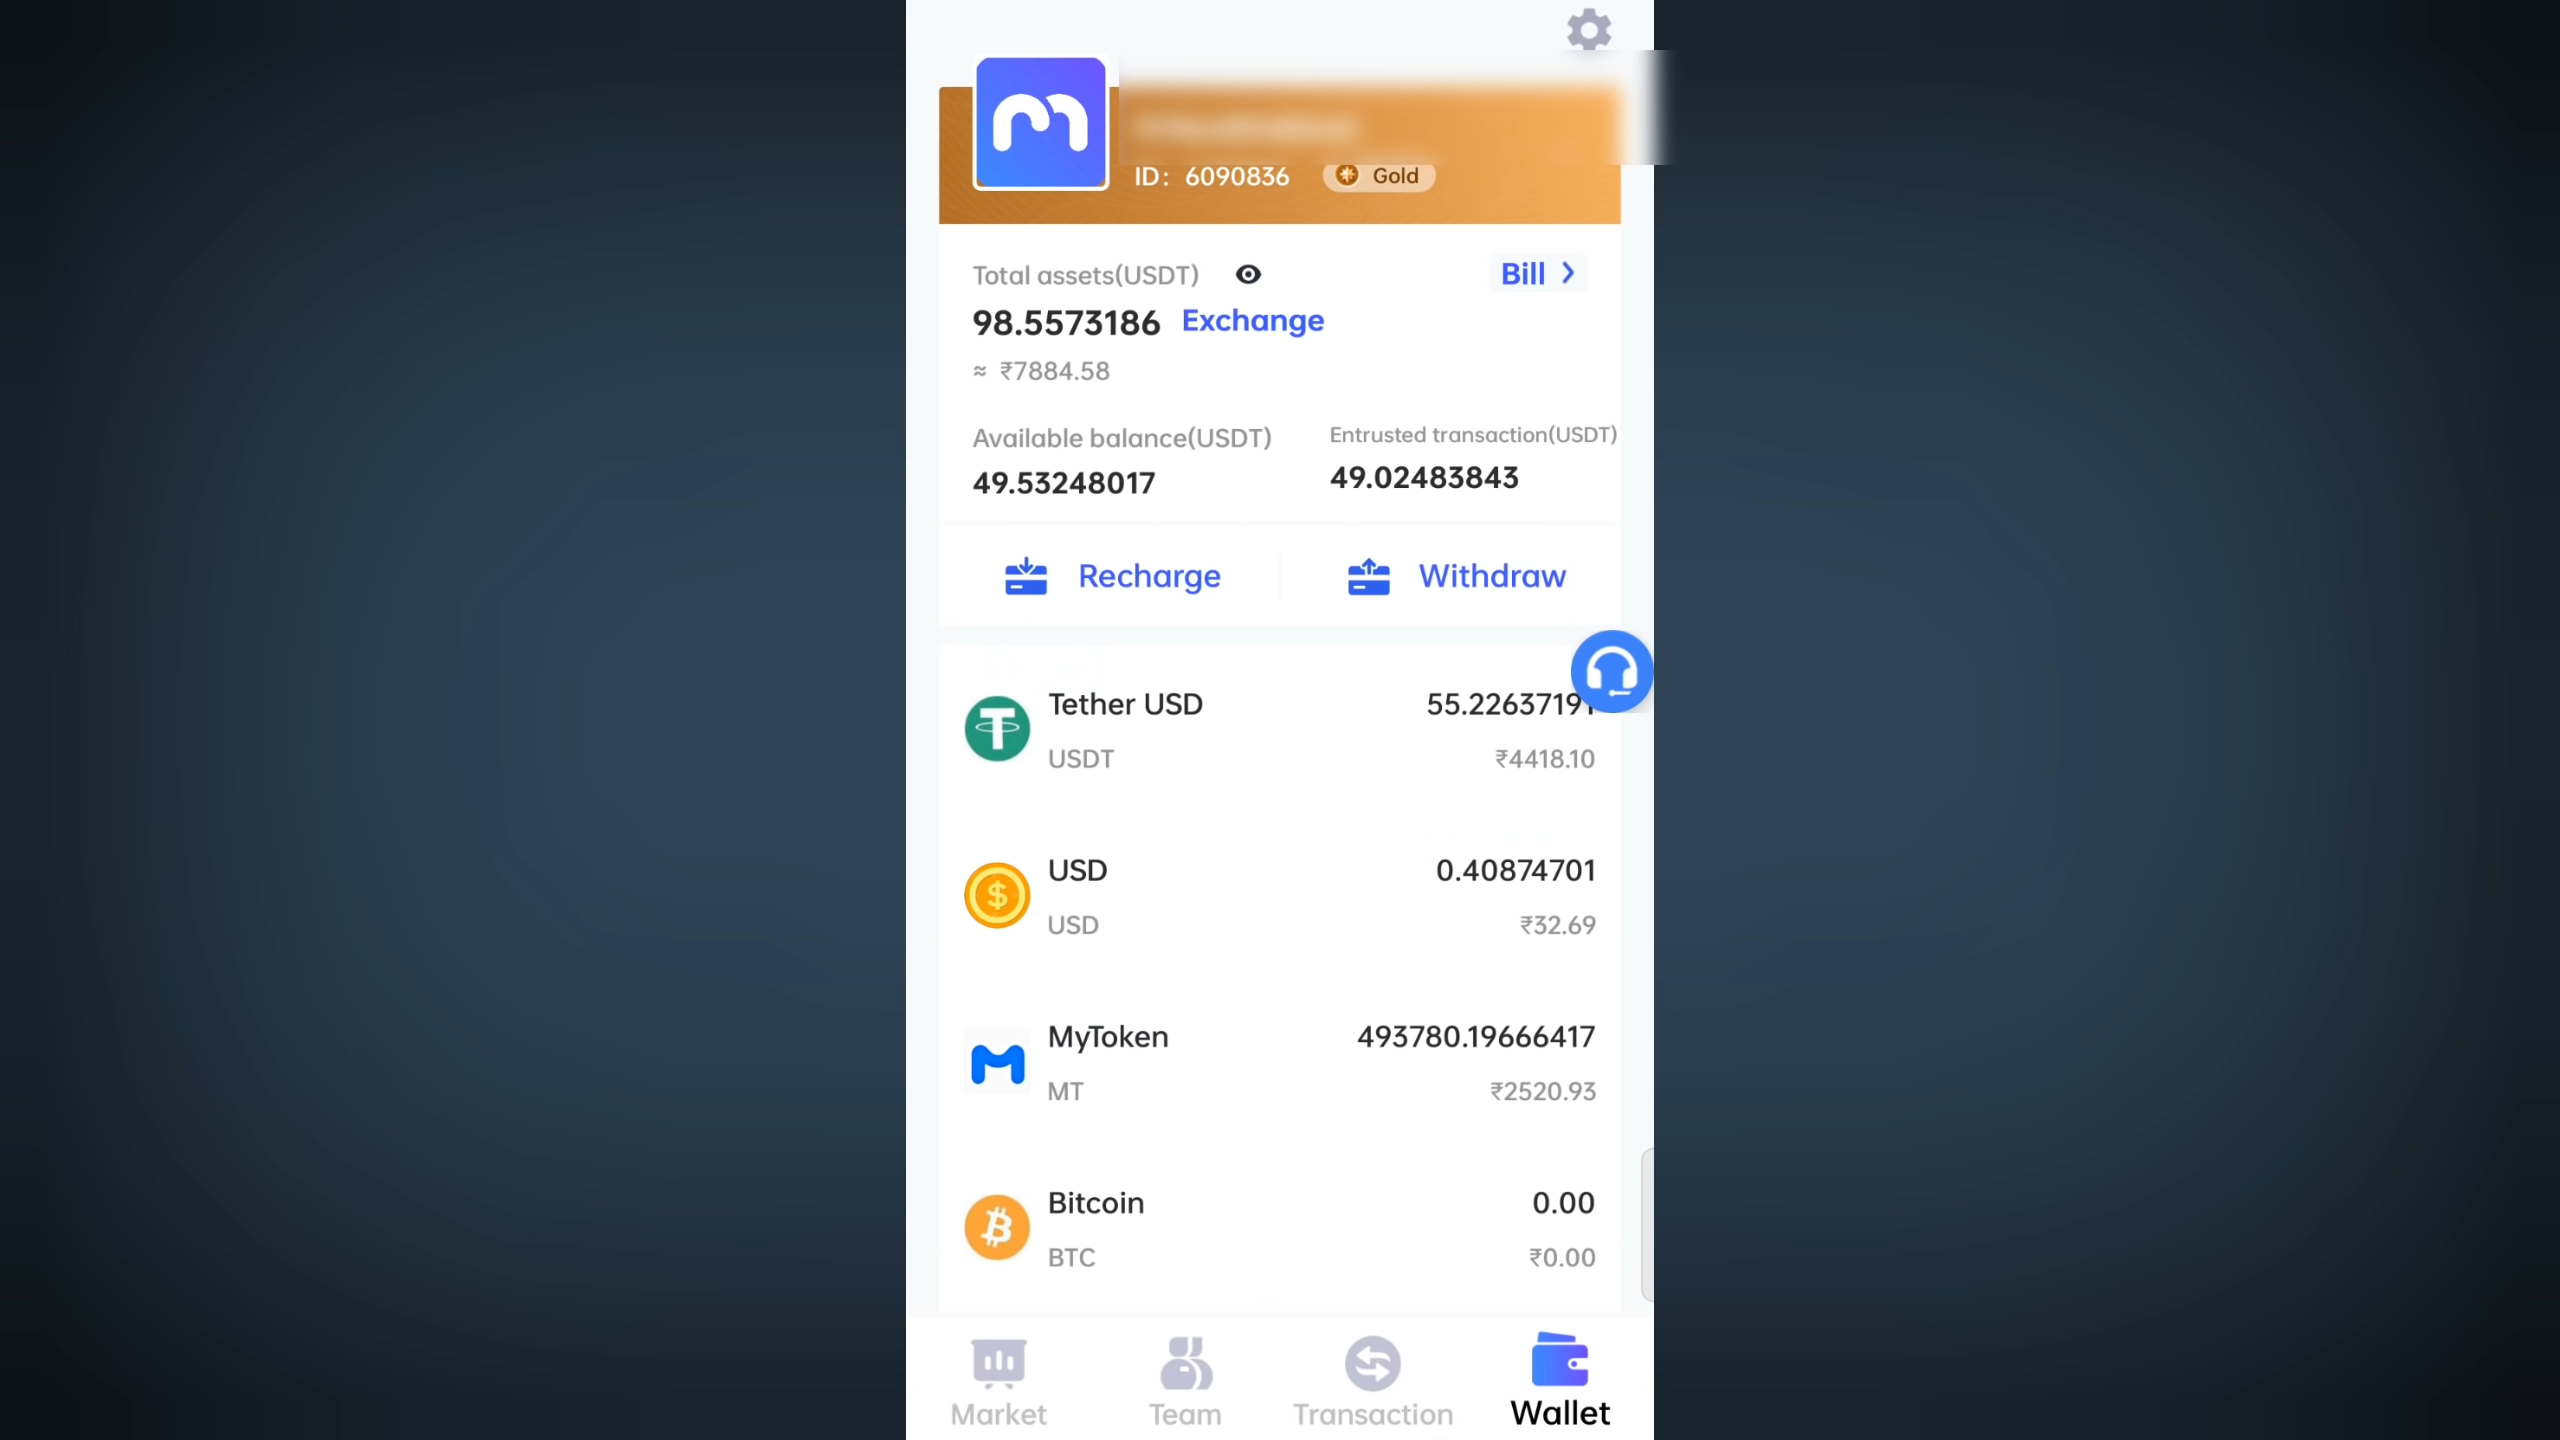 ID: 6090836 Gold
Total assets(USDT) Bill
98.5573186 Exchange
≈ ₹7884.58
Available balance(USDT) Entrusted transaction(USDT)
49.53248017 49.02483843
Recharge Withdraw
Tether USD 55.22637191
USDT ₹4418.10
USD 0.40874701
USD ₹32.69
MyToken 493780.19666417
MT ₹2520.93
Bitcoin 0.00
BTC ₹0.00
Market Team Transaction Wallet